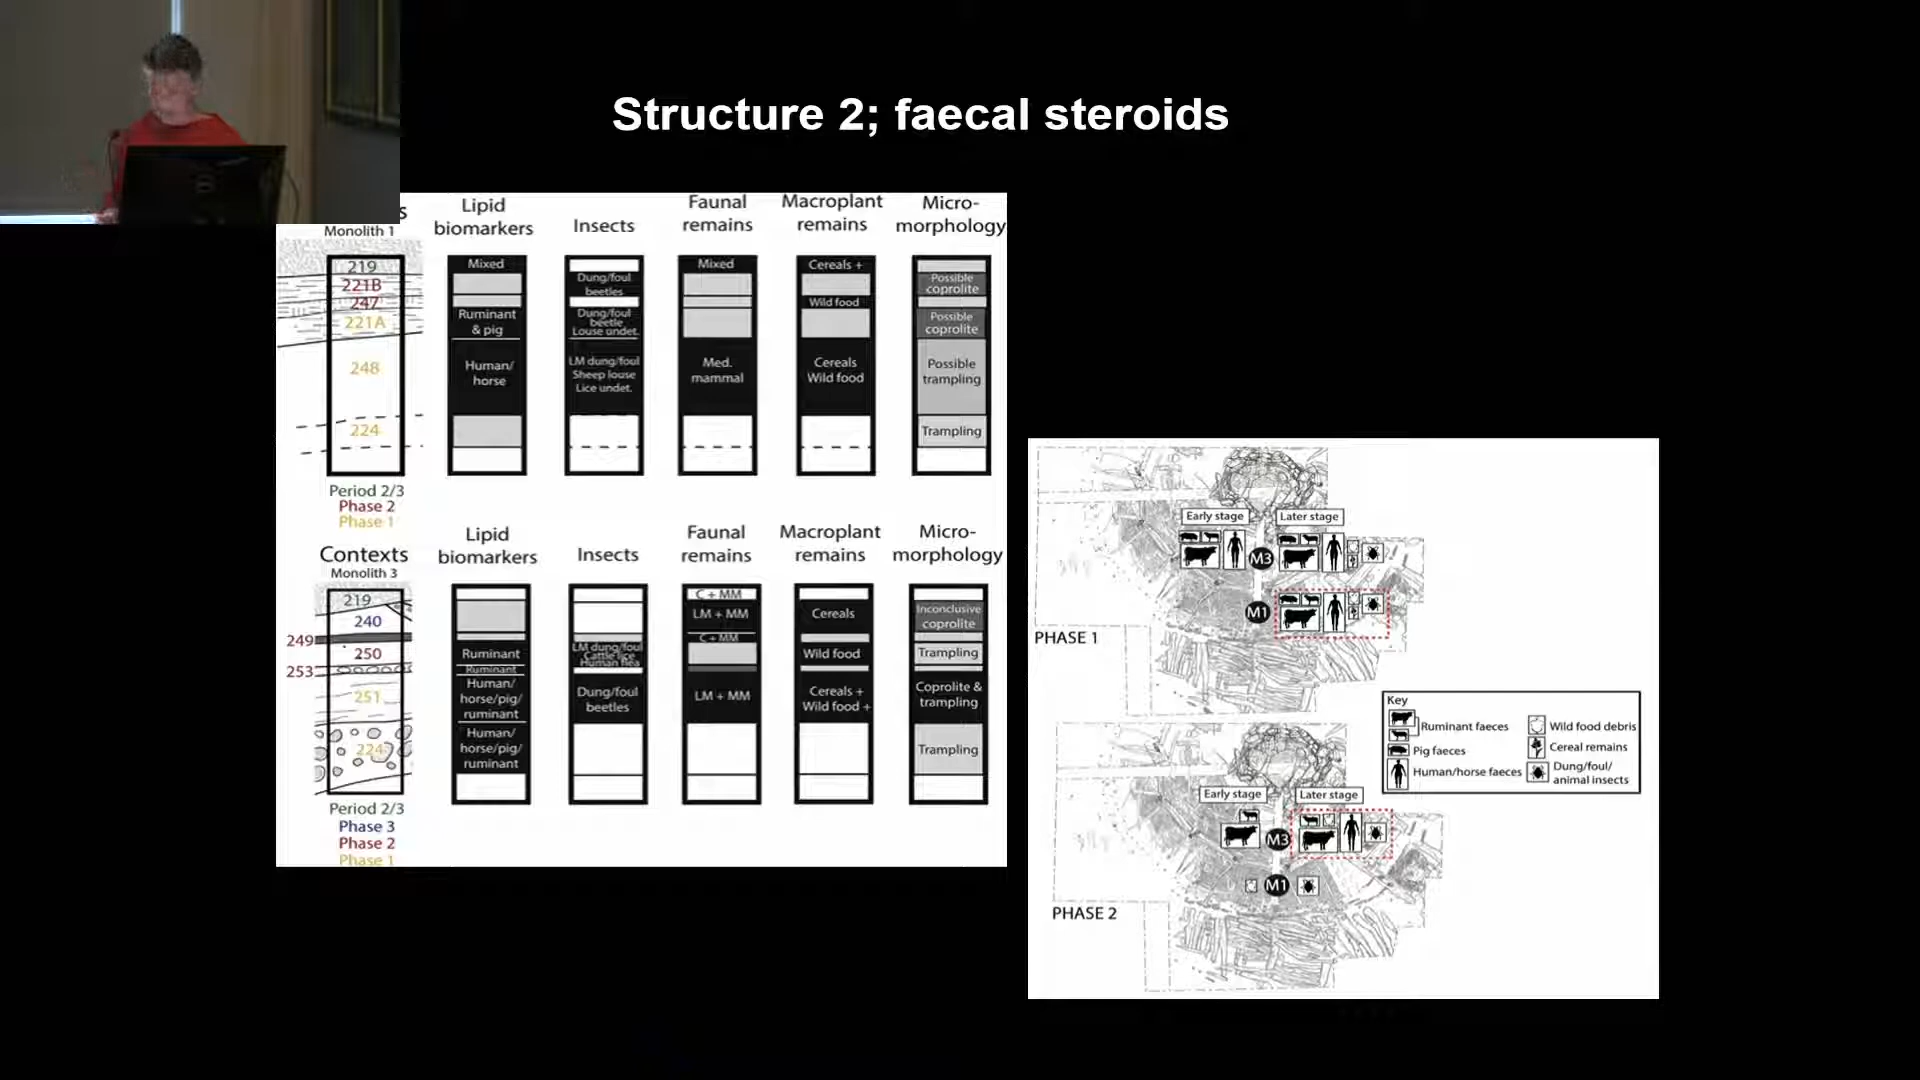 Structure 2; faecal steroids
s
Monolith 1
Lipid
biomarkers
Insects
Faunal
remains
Macroplant
remains
Micro-
morphology
219
221B
247
221A
248
224
Mixed
Ruminant
& pig
Human/
horse
Dung/foul
beetles
Dung/foul
beetle
Louse undet.
LM dung/foul
Sheep louse
Lice undet.
Mixed
Med.
mammal
Cereals +
Wild food
Cereals
Wild food
Possible
coprolite
Possible
coprolite
Possible
trampling
Trampling
Period 2/3
Phase 2
Phase 1
Contexts
Monolith 3
Lipid
biomarkers
Insects
Faunal
remains
Macroplant
remains
Micro-
morphology
219
240
249
250
253
251
224
Ruminant
Ruminant
Human/
horse/pig/
ruminant
Human/
horse/pig/
ruminant
LM dung/foul
Cattle lice
Human flea
Dung/foul
beetles
C + MM
LM + MM
C + MM
LM + MM
Cereals
Wild food
Cereals +
Wild food +
Inconclusive
coprolite
Trampling
Coprolite &
trampling
Trampling
Period 2/3
Phase 3
Phase 2
Phase 1
Early stage
Later stage
M3
M1
PHASE 1
Key
Ruminant faeces
Pig faeces
Human/horse faeces
Wild food debris
Cereal remains
Dung/foul/
animal insects
Early stage
Later stage
M3
M1
PHASE 2